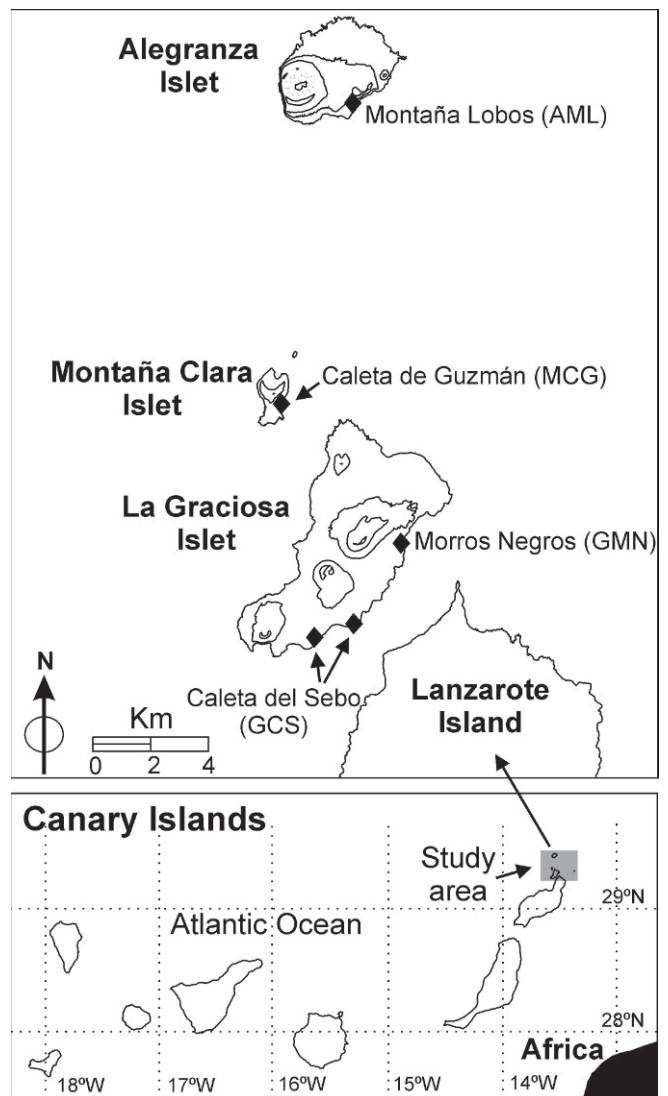 Alegranza
Islet
Montaña Lobos (AML)
Montaña Clara
Islet
Caleta de Guzmán (MCG)
La Graciosa
Islet
Morros Negros (GMN)
N
Km
0 2 4
Caleta del Sebo
(GCS)
Lanzarote
Island
Canary Islands
Study
area
Atlantic Ocean
29ºN
28ºN
Africa
18ºW 17ºW 16ºW 15ºW 14ºW